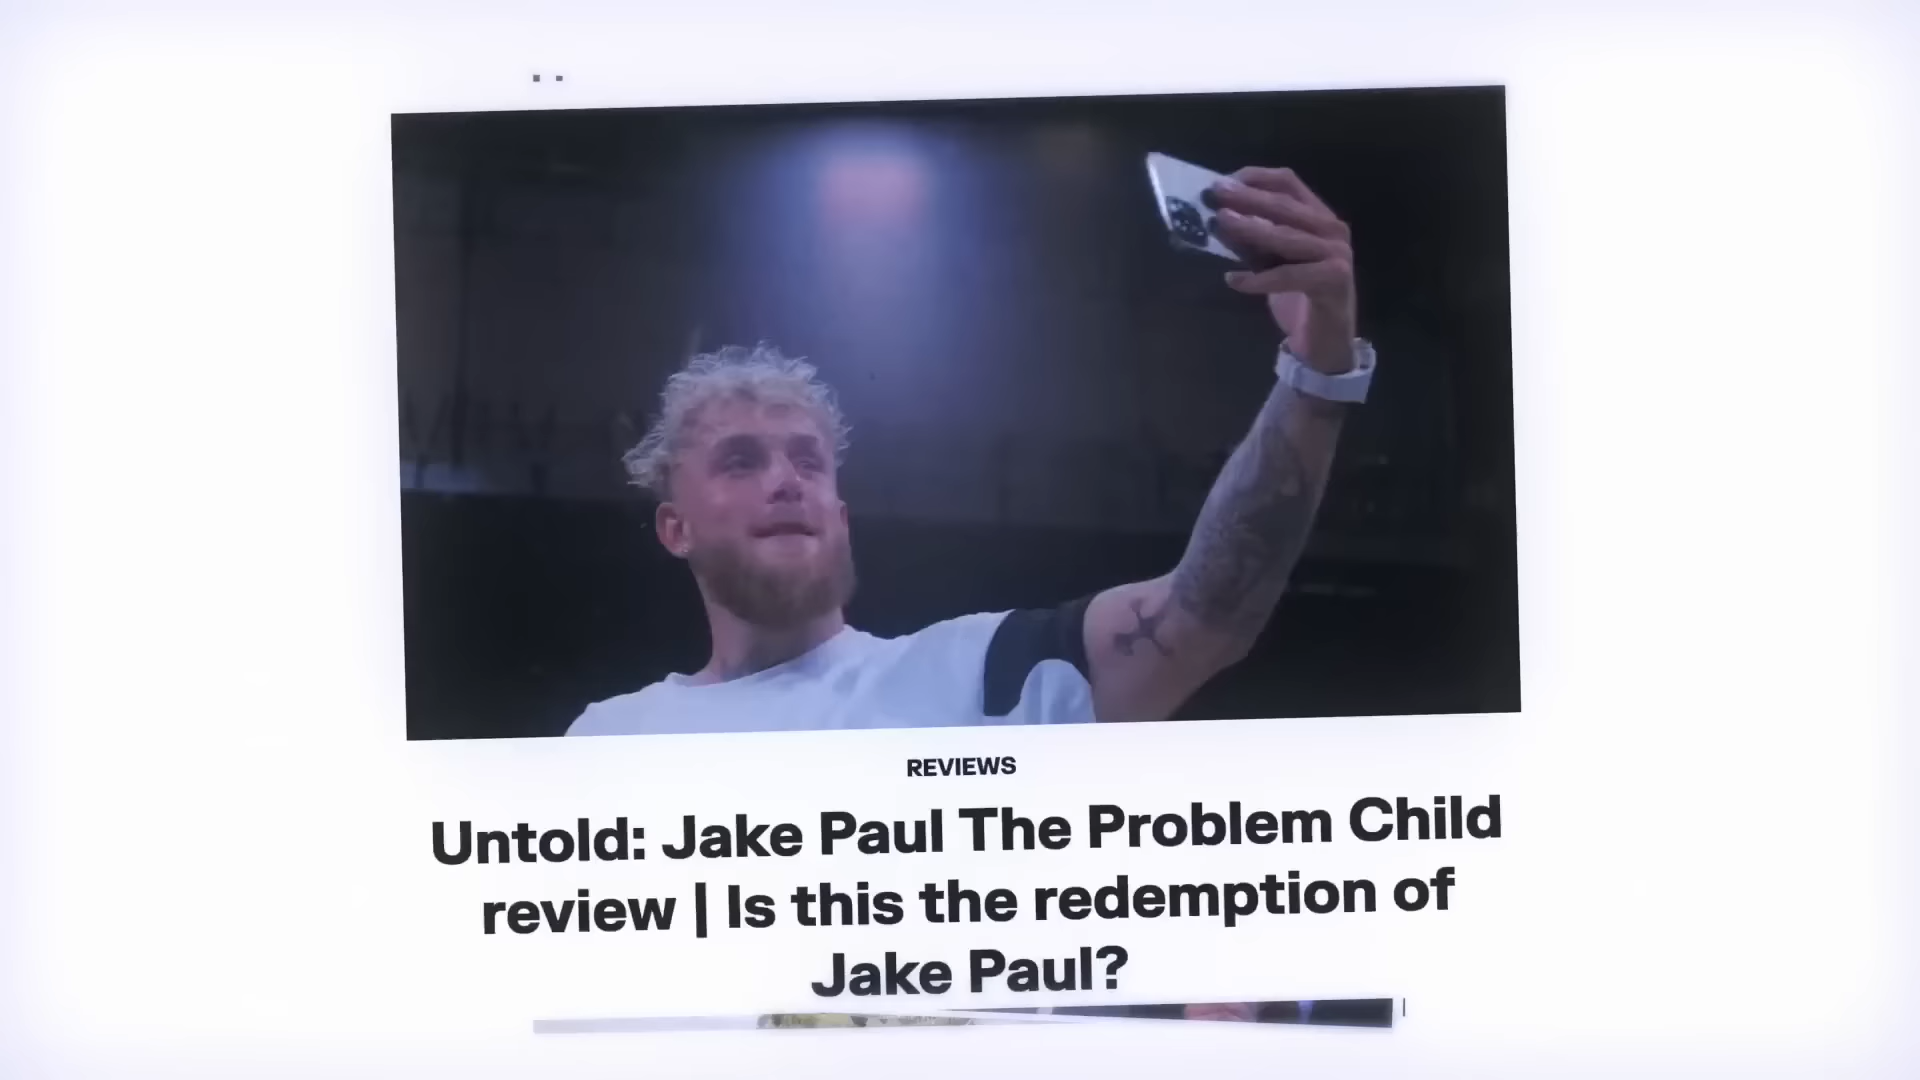 REVIEWS
Untold: Jake Paul The Problem Child
review | Is this the redemption of
Jake Paul?